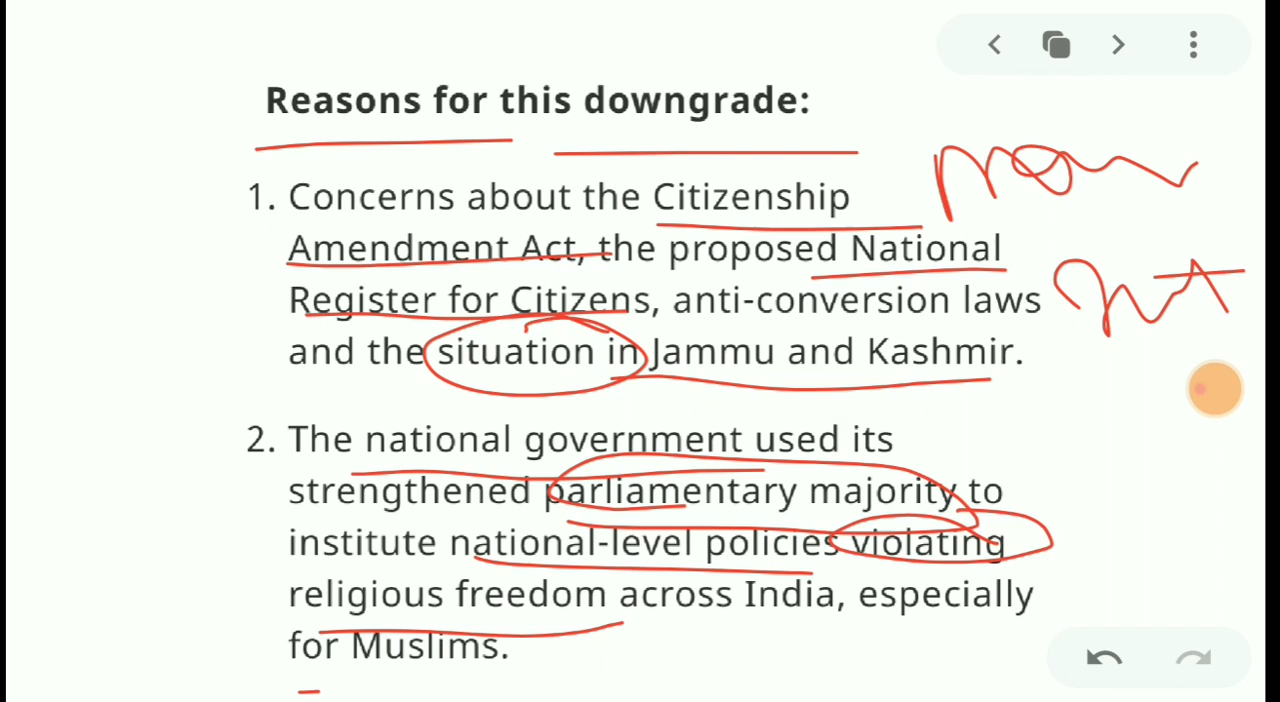 Reasons for this downgrade:
1. Concerns about the Citizenship
Amendment Act, the proposed National
Register for Citizens, anti-conversion laws
and the situation in Jammu and Kashmir.
2. The national government used its
strengthened parliamentary majority to
institute national-level policies violating
religious freedom across India, especially
for Muslims.